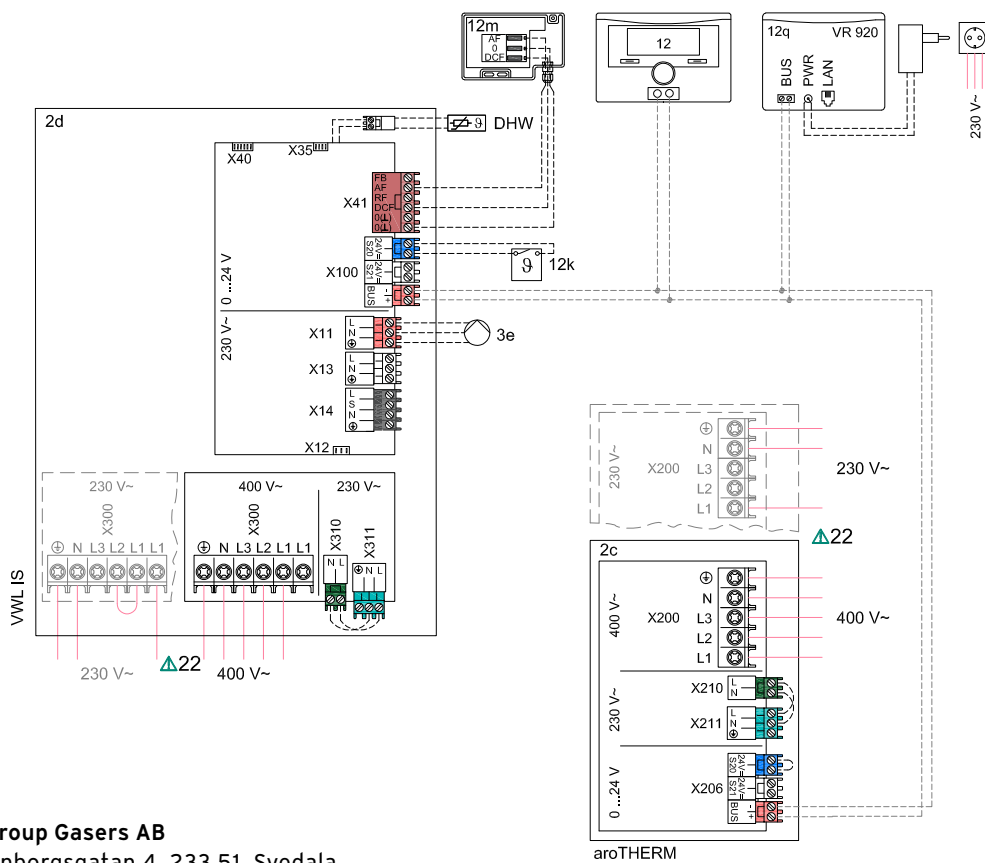 12m
AF
0
DCF
12
12q VR 920
BUS
PWR
LAN
230 V~
2d
DHW
X40
X35
X41
FB
AF
RF
DCF
0(L)
0(L)
X100
S20
24V=
S21
24V=
BUS
-
+
12k
0 ...24 V
230 V~
X11
L
N
3e
X13
L
N
X14
L
S
N
X12
230 V~
X300
N L3 L2 L1 L1
400 V~
X300
N L3 L2 L1 L1
230 V~
X310
N L
X311
N L
VWL IS
230 V~
22
400 V~
230 V~
X200
N
L3
L2
L1
230 V~
22
2c
400 V~
X200
N
L3
L2
L1
400 V~
230 V~
X210
L
N
X211
L
N
0 ...24 V
X206
S20
24V=
S21
24V=
BUS
-
+
aroTHERM
roup Gasers AB
233 51 Svedala